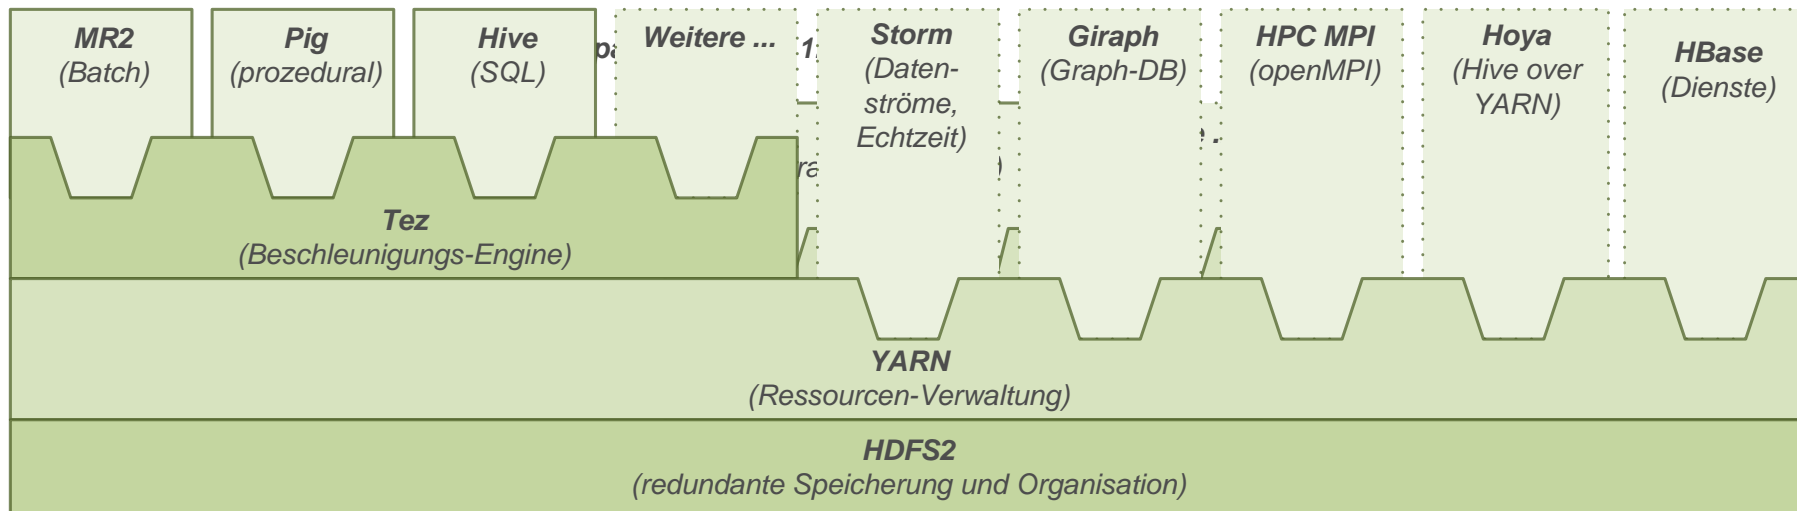 MR2
(Batch)
Pig
(prozedural)
Hive
(SQL)
Weitere ...
Storm
(Daten-
ströme,
Echtzeit)
Giraph
(Graph-DB)
HPC MPI
(openMPI)
Hoya
(Hive over
YARN)
HBase
(Dienste)
Tez
(Beschleunigungs-Engine)
YARN
(Ressourcen-Verwaltung)
HDFS2
(redundante Speicherung und Organisation)